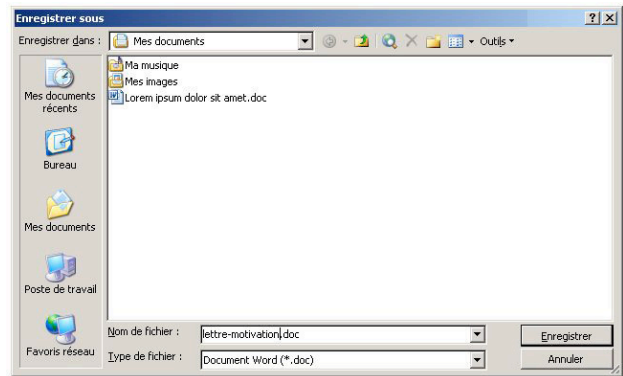 Enregistrer sous
Enregistrer dans :
Mes documents
Outils
Ma musique
Mes images
Lorem ipsum dolor sit amet.doc
Mes documents
récents
Bureau
Mes documents
Poste de travail
Favoris réseau
Nom de fichier :
lettre-motivation.doc
Enregistrer
Type de fichier :
Document Word (*.doc)
Annuler